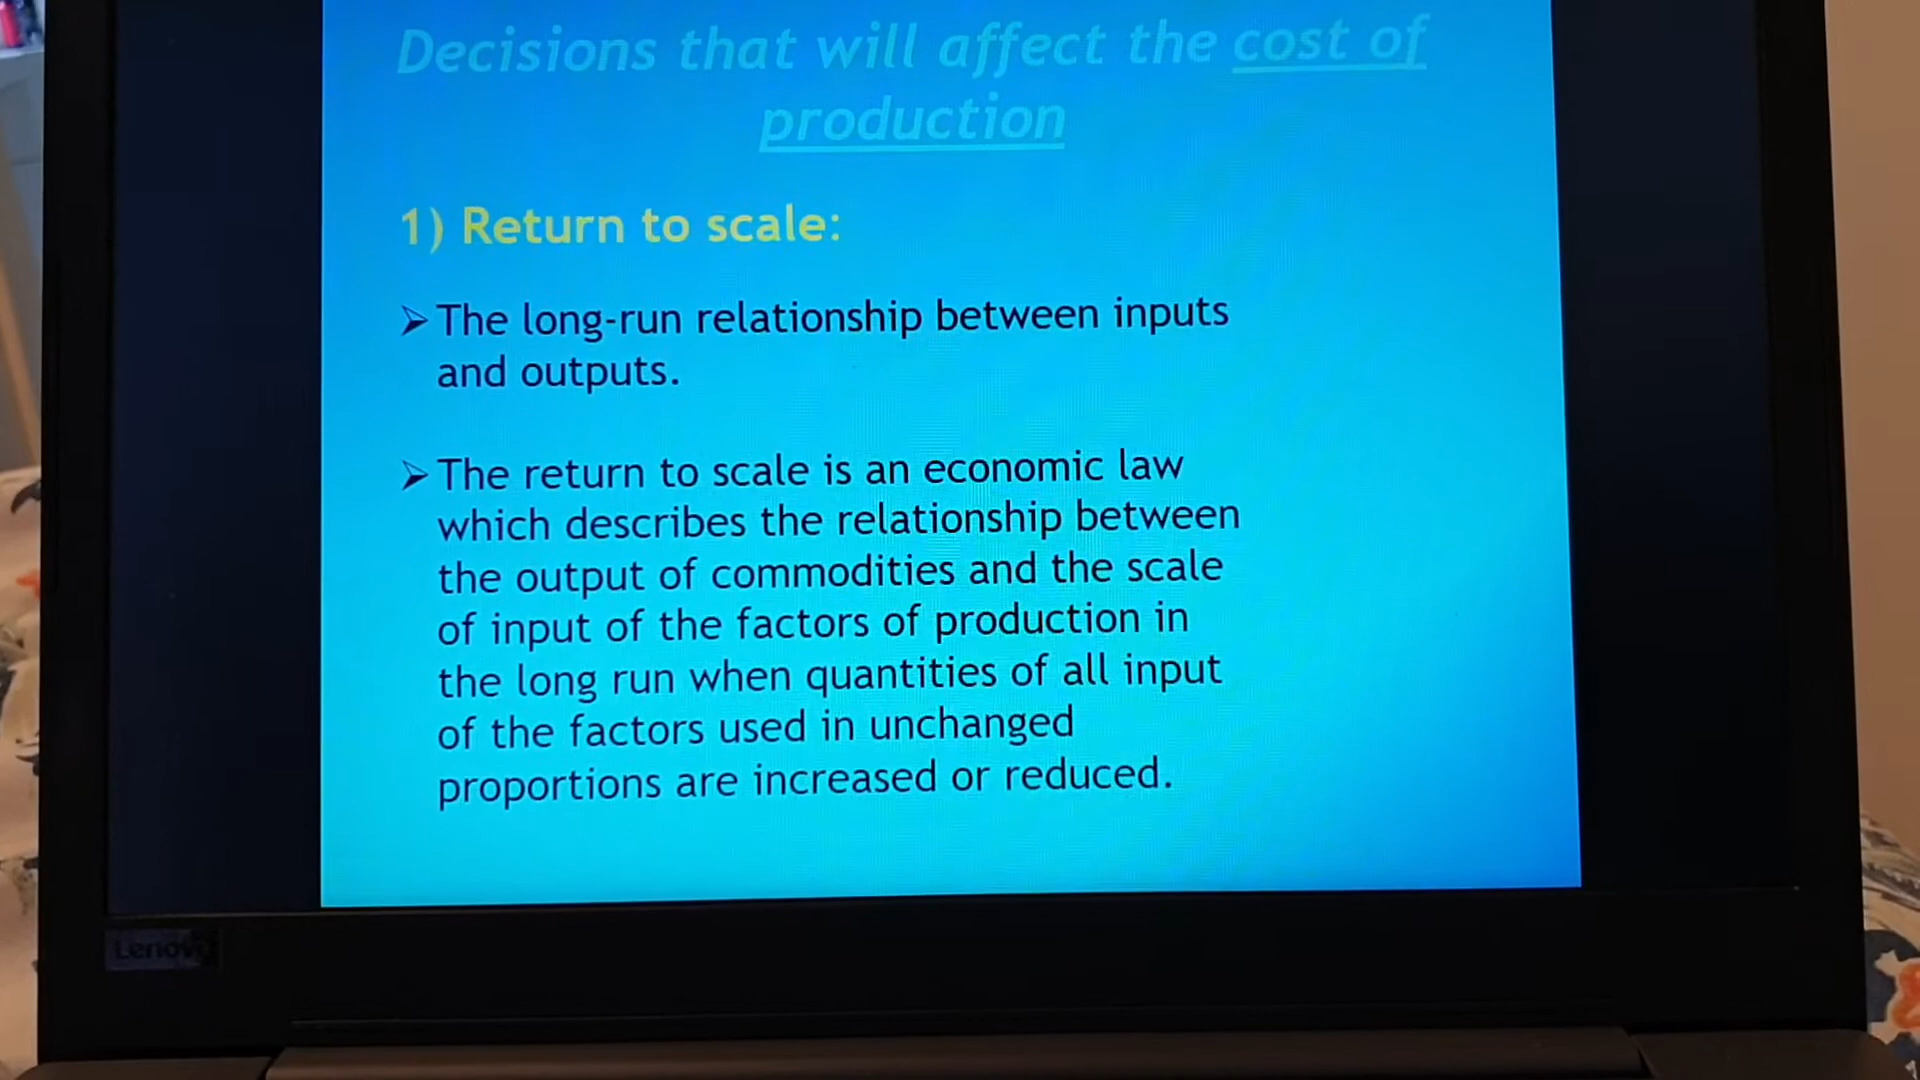 Decisions that will affect the cost of
production
1) Return to scale:
➢ The long-run relationship between inputs
and outputs.
➢ The return to scale is an economic law
which describes the relationship between
the output of commodities and the scale
of input of the factors of production in
the long run when quantities of all input
of the factors used in unchanged
proportions are increased or reduced.
Lenovo